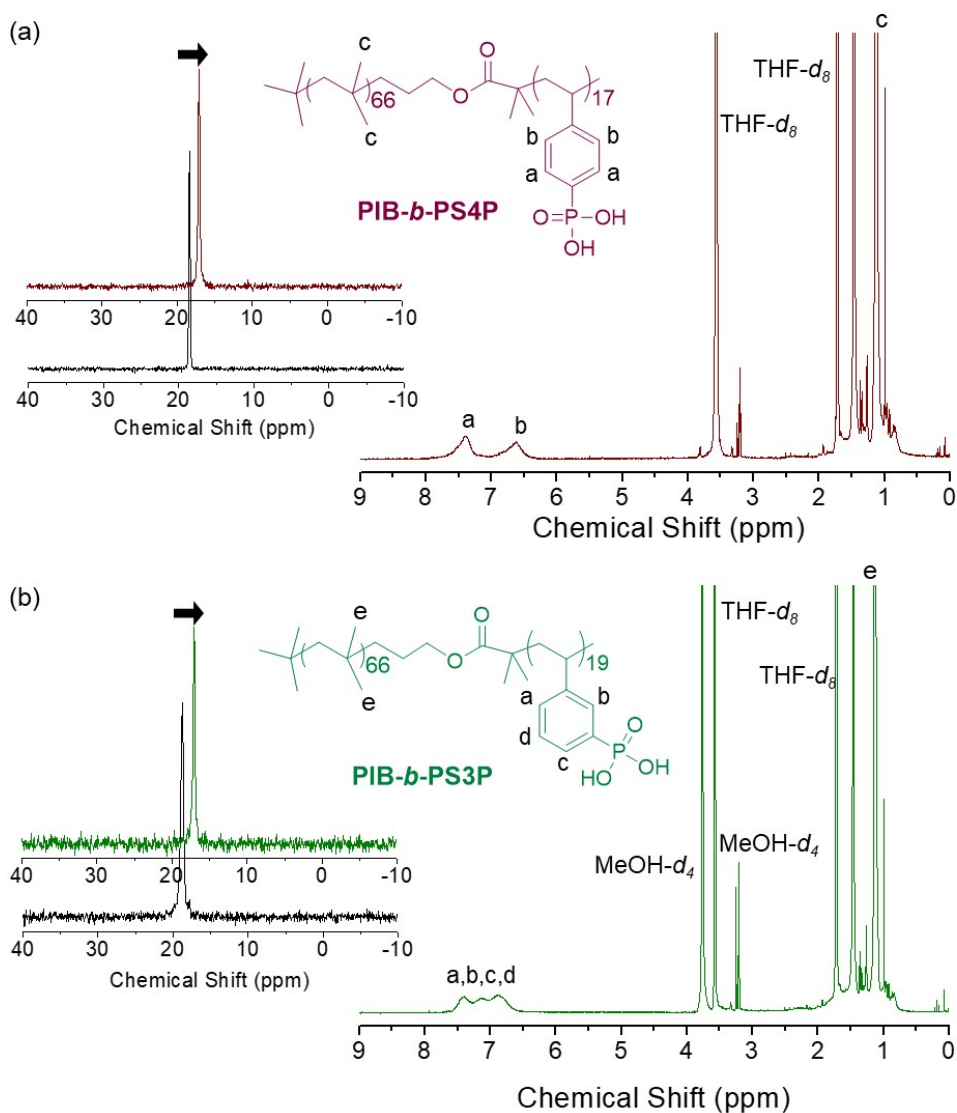 (a)
c
66
O
O
17
c
b
b
a
a
PIB-b-PS4P
O=P-OH
OH
THF-d8
THF-d8
c
40 30 20 10 0 -10
40 30 20 10 0 -10
Chemical Shift (ppm)
a
b
9 8 7 6 5 4 3 2 1 0
Chemical Shift (ppm)
(b)
e
66
O
O
19
e
a
b
d
c
O
P
HO
OH
PIB-b-PS3P
THF-d8
THF-d8
e
MeOH-d4
MeOH-d4
40 30 20 10 0 -10
40 30 20 10 0 -10
Chemical Shift (ppm)
a,b,c,d
9 8 7 6 5 4 3 2 1 0
Chemical Shift (ppm)